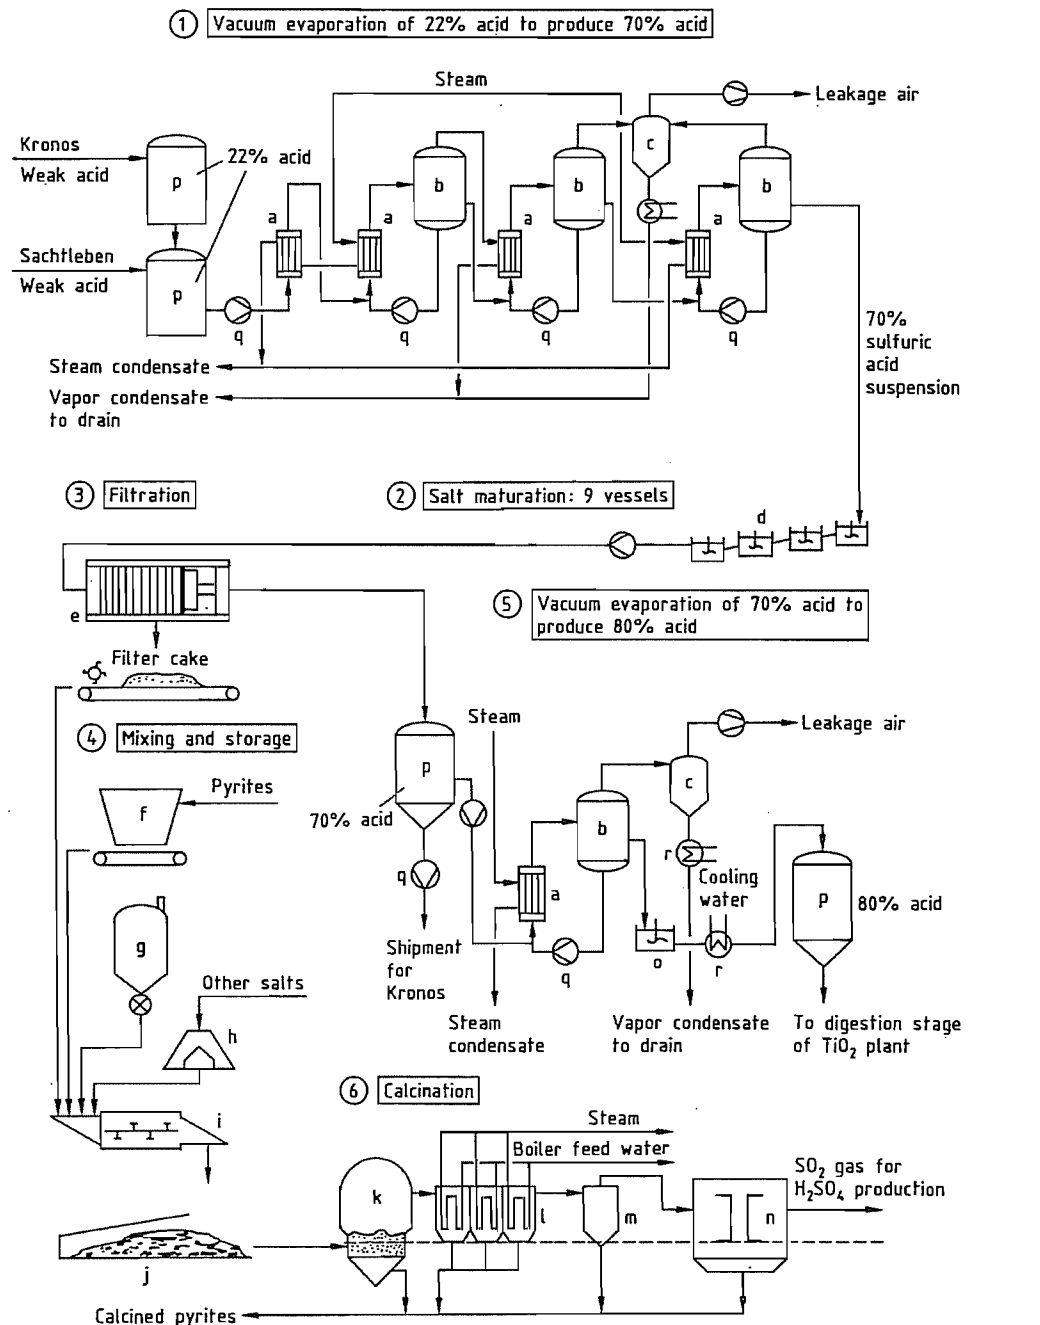 1 Vacuum evaporation of 22% acid to produce 70% acid
Steam
Leakage air
Kronos
Weak acid
22% acid
p
c
b
b
b
a
a
a
a
Sachtleben
Weak acid
p
q
q
q
q
70%
sulfuric
acid
suspension
Steam condensate
Vapor condensate
to drain
3 Filtration
2 Salt maturation: 9 vessels
d
e
5 Vacuum evaporation of 70% acid to
produce 80% acid
Filter cake
4 Mixing and storage
Steam
Leakage air
p
c
Pyrites
f
70% acid
b
r
q
a
Cooling
water
p
80% acid
g
Shipment
for
Kronos
q
o
r
Other salts
h
Steam
condensate
Vapor condensate
to drain
To digestion stage
of TiO2 plant
6 Calcination
i
Steam
Boiler feed water
SO2 gas for
H2SO4 production
k
l
m
n
j
Calcined pyrites